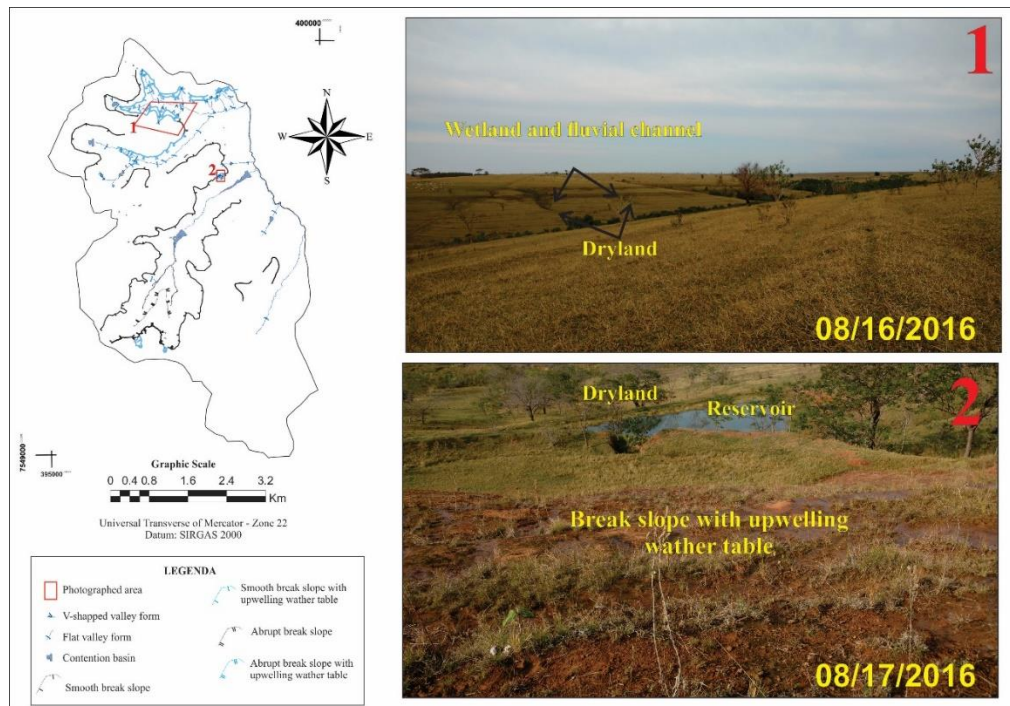 400000
N
W
E
S
1
2
7549000
395000
Graphic Scale
0 0.4 0.8 1.6 2.4 3.2
Km
Universal Transverse of Mercator - Zone 22
Datum: SIRGAS 2000
LEGENDA
Photographed area
V-shapped valley form
Flat valley form
Contention basin
Smooth break slope
Smooth break slope with
upwelling wather table
Abrupt break slope
Abrupt break slope with
upwelling wather table
1
Wetland and fluvial channel
Dryland
08/16/2016
2
Dryland
Reservoir
Break slope with upwelling
wather table
08/17/2016